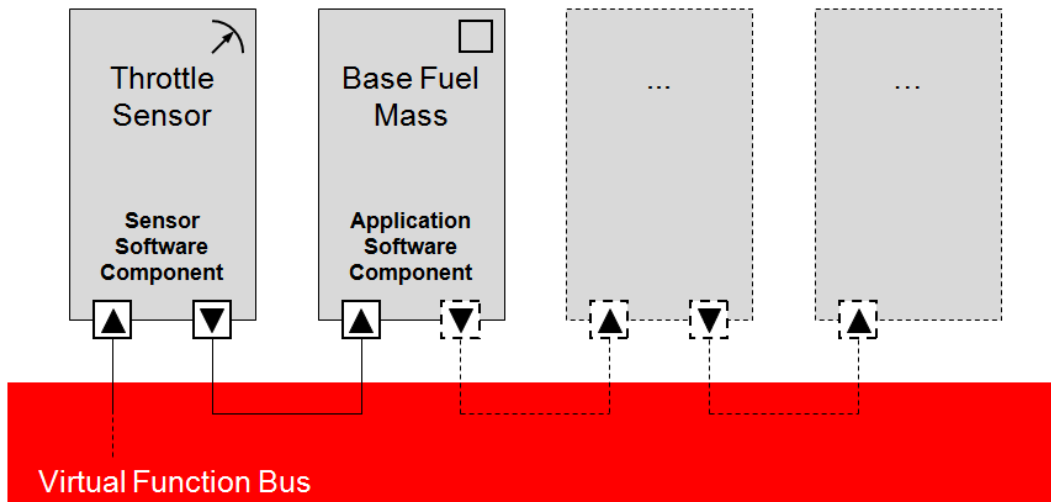 Throttle
Sensor
Sensor
Software
Component
Base Fuel
Mass
Application
Software
Component
...
...
Virtual Function Bus